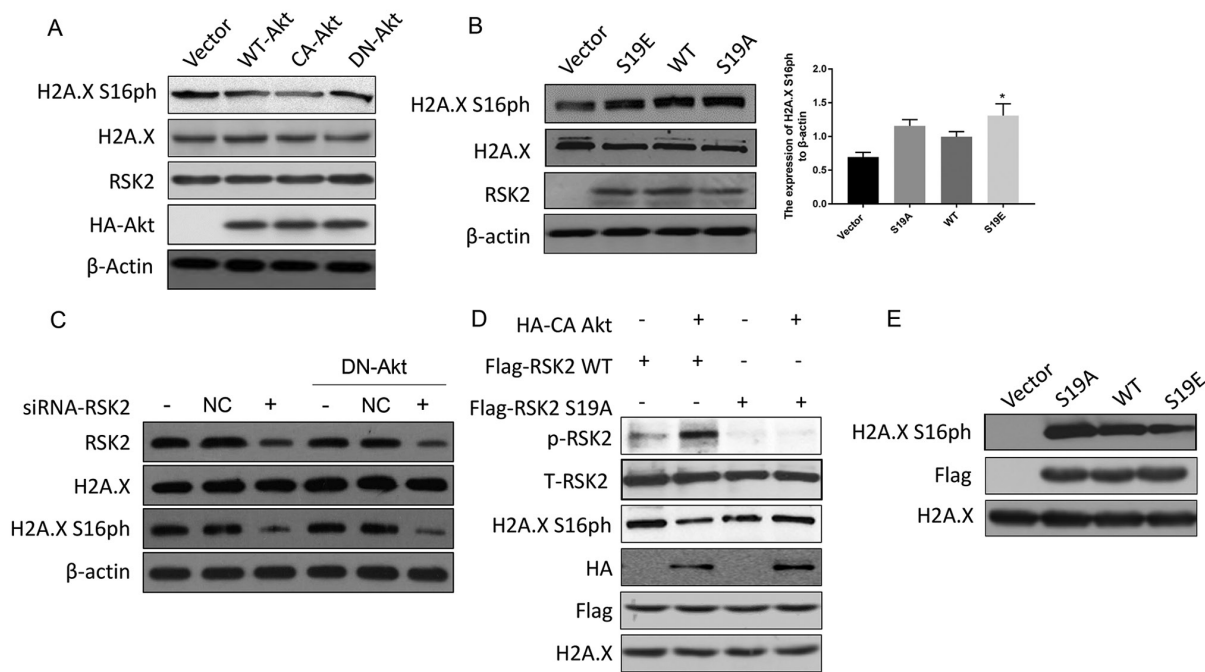 A
Vector
WT-Akt
CA-Akt
DN-Akt
H2A.X S16ph
H2A.X
RSK2
HA-Akt
β-Actin
B
Vector
S19E
WT
S19A
H2A.X S16ph
H2A.X
RSK2
β-actin
The expression of H2A.X S16ph
to β-actin
2.0
1.5
1.0
0.5
0.0
*
Vector
S19A
WT
S19E
C
DN-Akt
siRNA-RSK2 - NC + - NC +
RSK2
H2A.X
H2A.X S16ph
β-actin
D
HA-CA Akt - + - +
Flag-RSK2 WT + + - -
Flag-RSK2 S19A - - + +
p-RSK2
T-RSK2
H2A.X S16ph
HA
Flag
H2A.X
E
Vector
S19A
WT
S19E
H2A.X S16ph
Flag
H2A.X